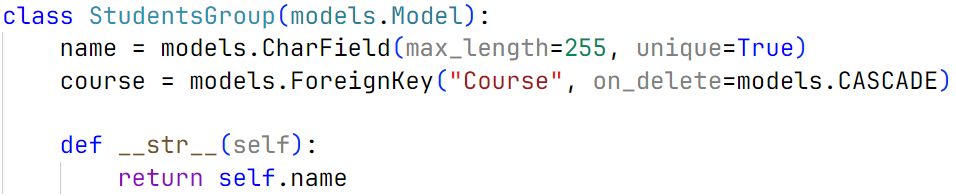 class StudentsGroup(models.Model):
    name = models.CharField(max_length=255, unique=True)
    course = models.ForeignKey("Course", on_delete=models.CASCADE)

    def __str__(self):
        return self.name